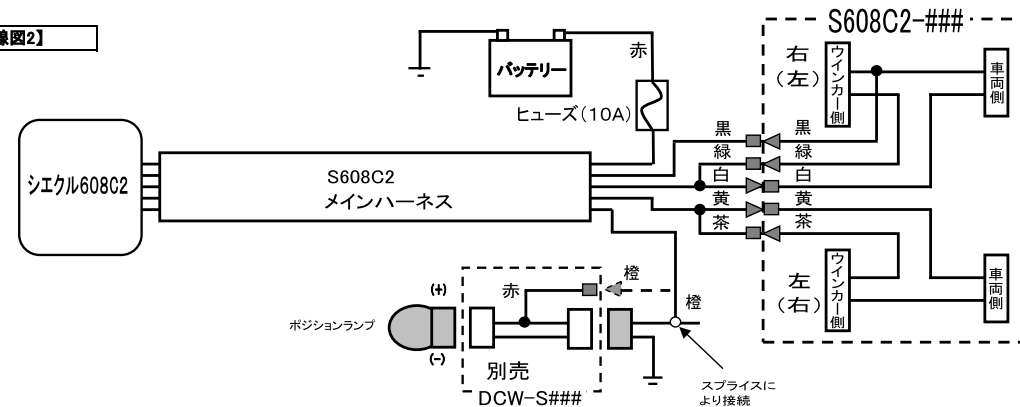 線図2】
S608C2-###
バッテリー
赤
ヒューズ(10A)
右
(左)
ウインカー側
車両側
シエクル608C2
S608C2
メインハーネス
黒
黒
緑
緑
白
白
黄
黄
茶
茶
左
(右)
ウインカー側
車両側
(+)
赤
橙
橙
ポジションランプ
(-)
別売
DCW-S###
スプライスに
より接続